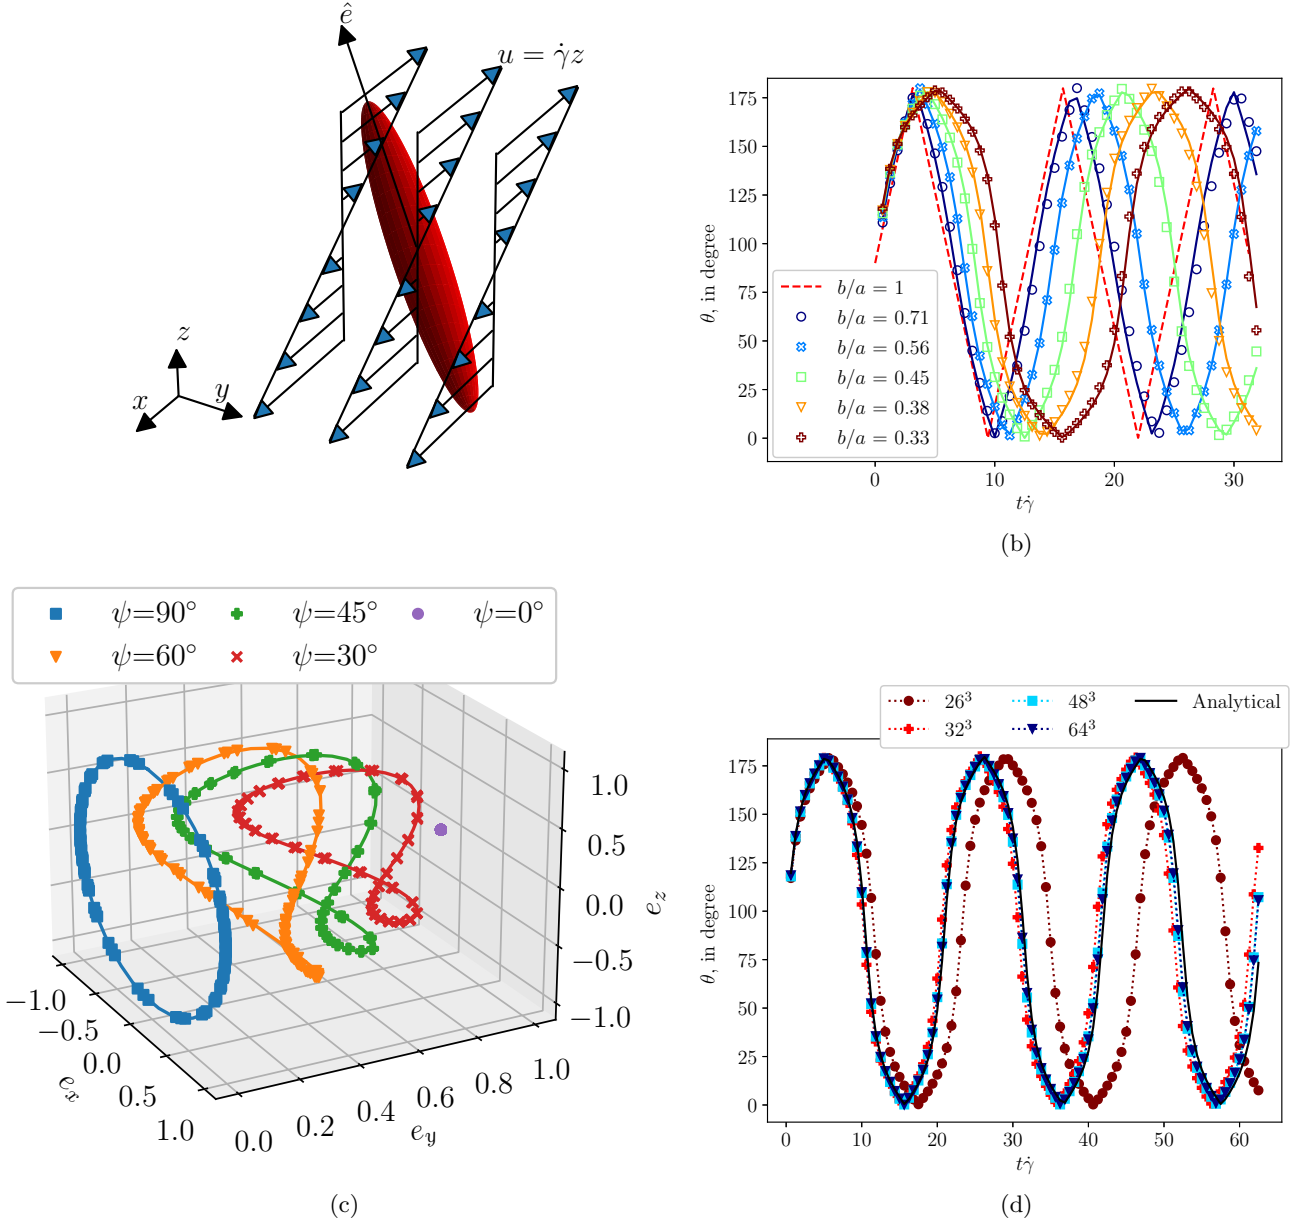 ê
u = γ̇z
z
x
y
θ, in degree
175
150
125
100
75
50
25
0
b/a = 1
b/a = 0.71
b/a = 0.56
b/a = 0.45
b/a = 0.38
b/a = 0.33
0 10 20 30
tγ̇
(b)
ψ=90° ψ=45° ψ=0°
ψ=60° ψ=30°
1.0
0.5
0.0
−0.5
−1.0
e_z
−1.0
−0.5
0.0
0.5
1.0
e_x
0.0 0.2 0.4 0.6 0.8 1.0
e_y
(c)
26³ 48³ Analytical
32³ 64³
θ, in degree
175
150
125
100
75
50
25
0
0 10 20 30 40 50 60
tγ̇
(d)